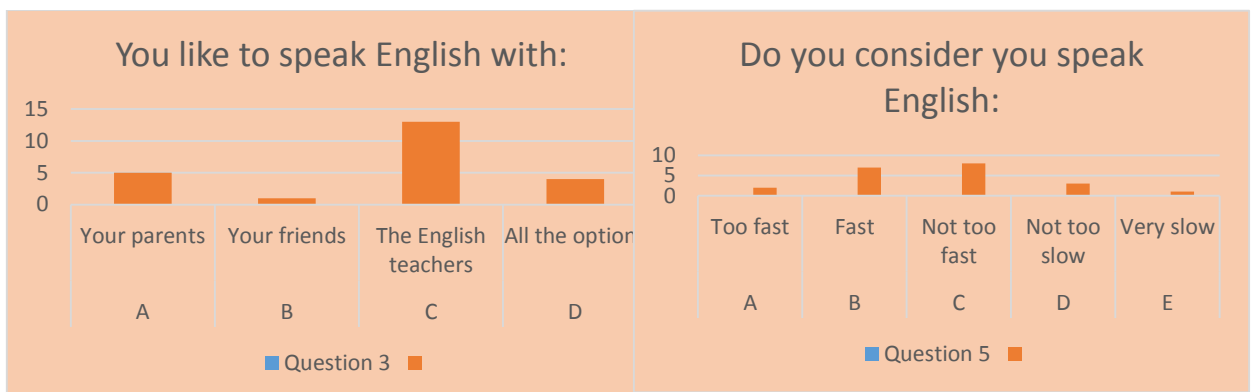 You like to speak English with:
15
10
5
0
Your parents Your friends The English teachers All the option
A B C D
Question 3
Do you consider you speak
English:
10
5
0
Too fast Fast Not too fast Not too slow Very slow
A B C D E
Question 5